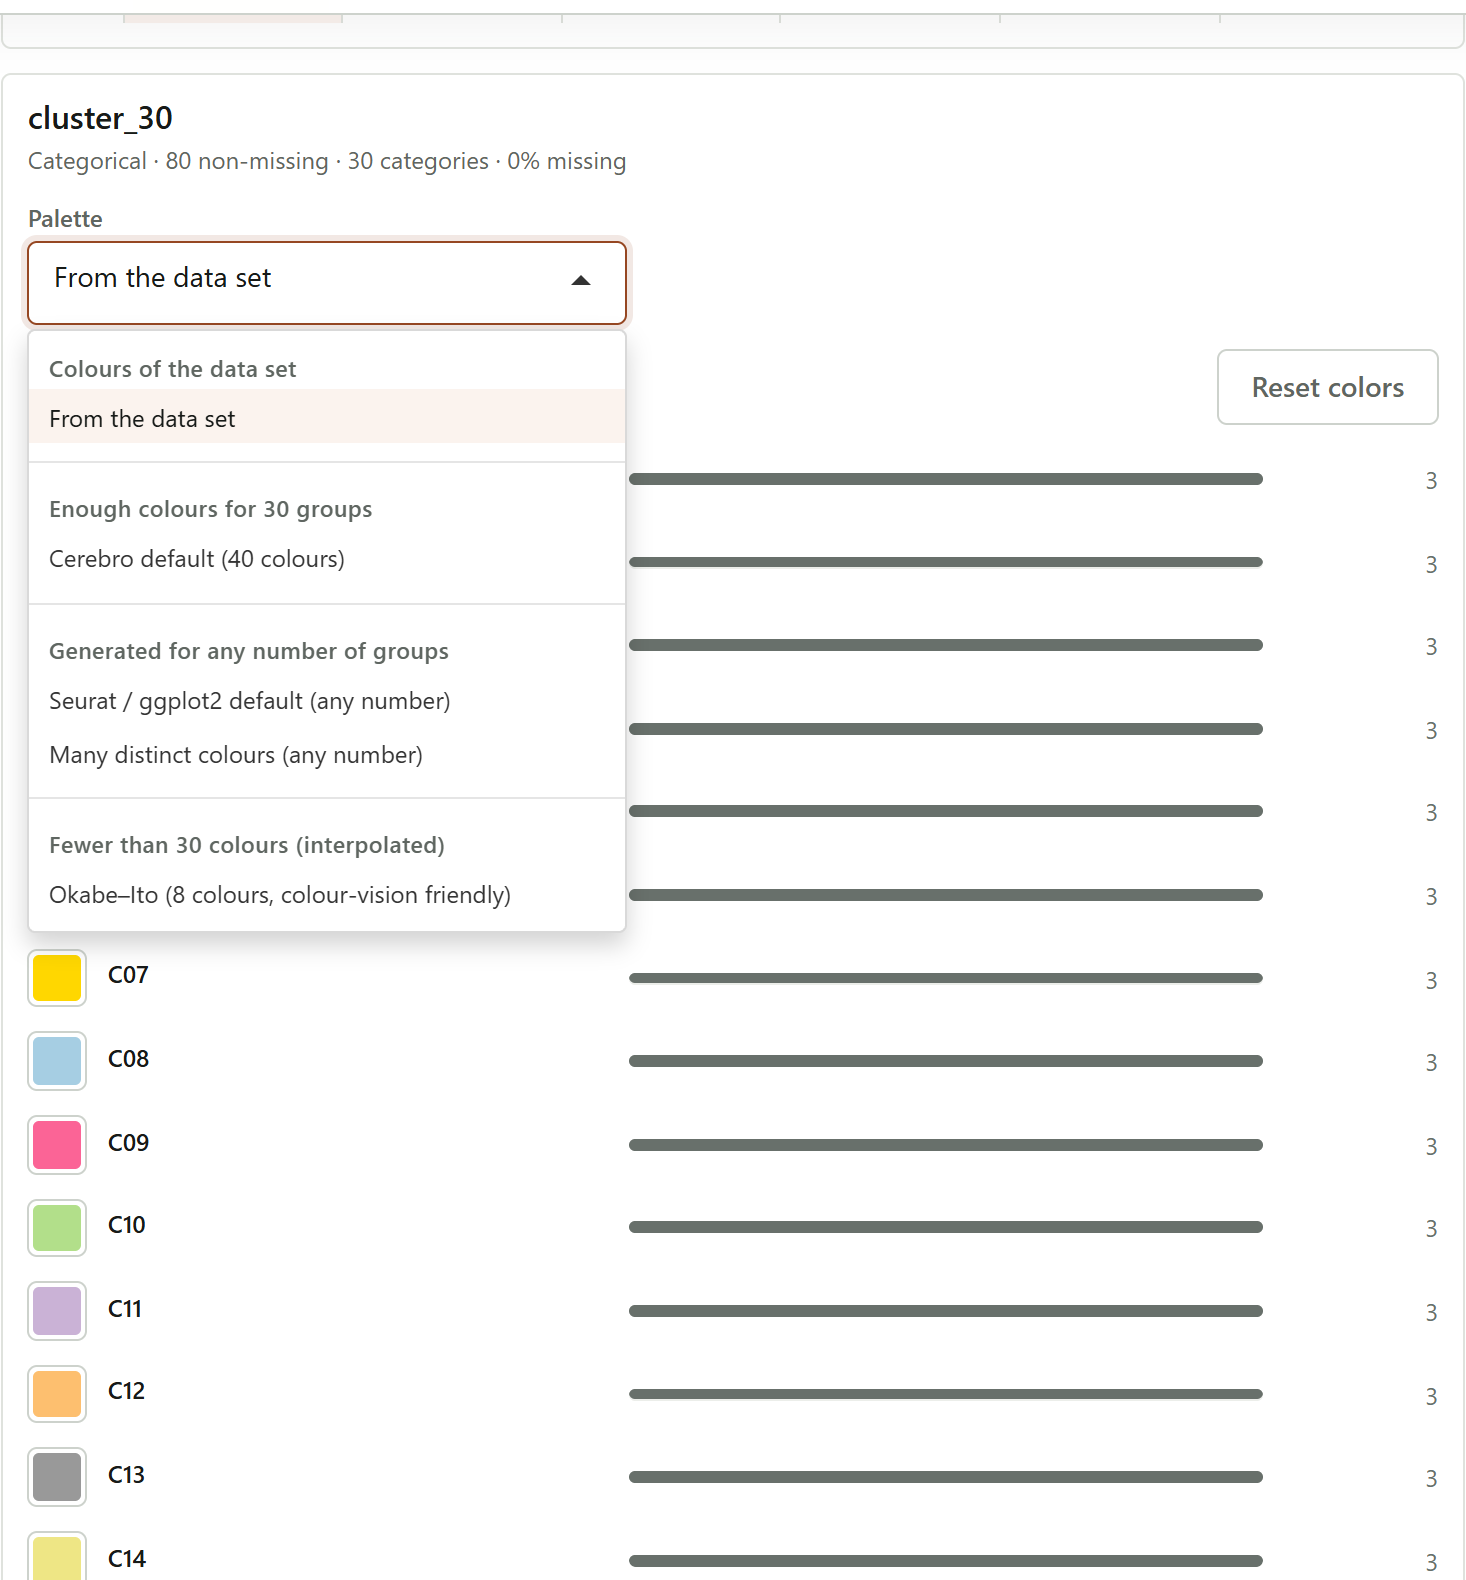 cluster_30
Categorical · 80 non-missing · 30 categories · 0% missing
Palette
From the data set
Colours of the data set
From the data set
Reset colors
Enough colours for 30 groups
Cerebro default (40 colours)
Generated for any number of groups
Seurat / ggplot2 default (any number)
Many distinct colours (any number)
Fewer than 30 colours (interpolated)
Okabe–Ito (8 colours, colour-vision friendly)
3
3
3
3
3
3
C07 3
C08 3
C09 3
C10 3
C11 3
C12 3
C13 3
C14 3